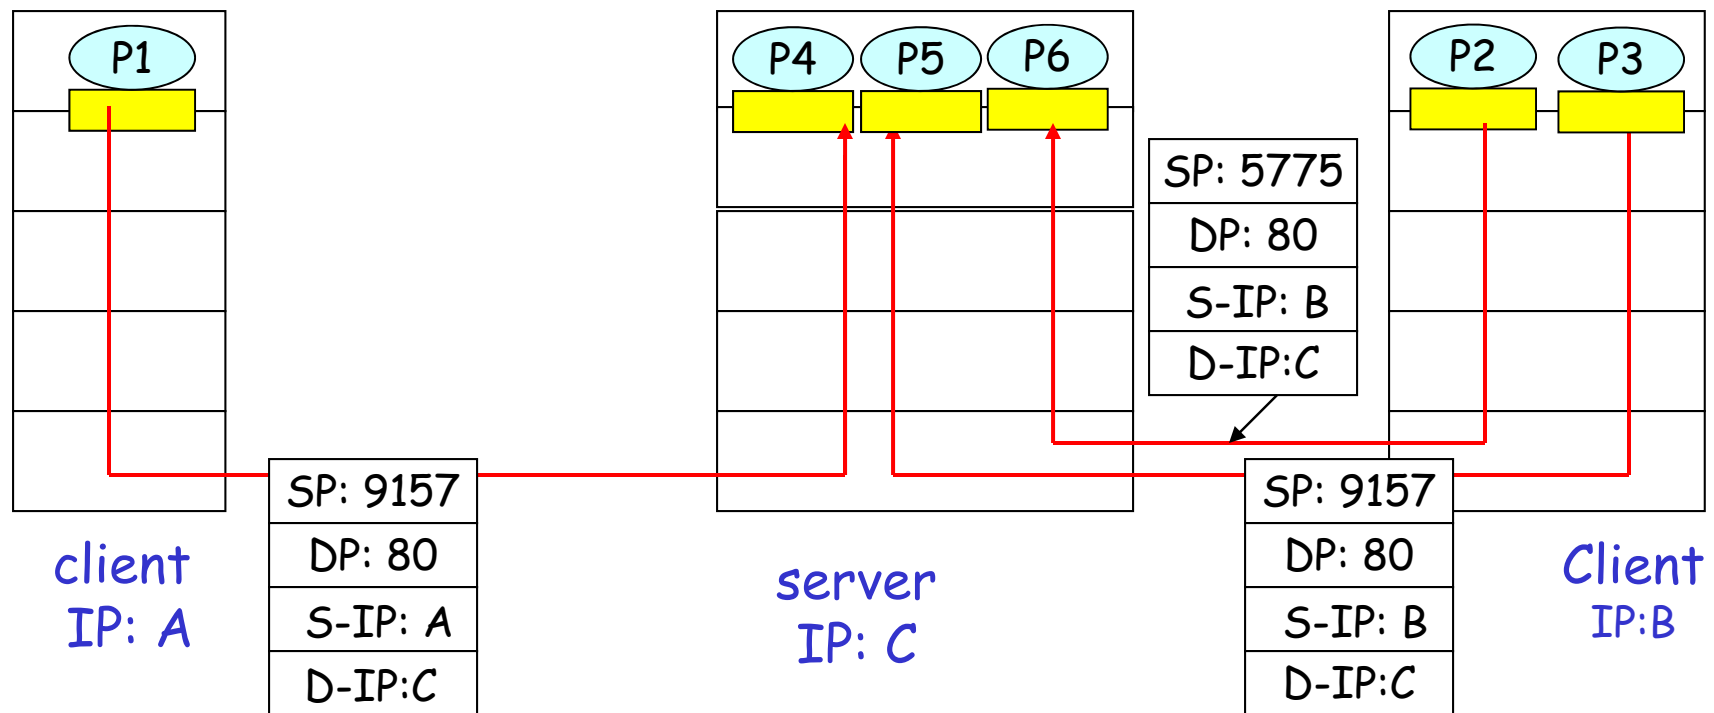 P1
P4
P5
P6
P2
P3
SP: 5775
DP: 80
S-IP: B
D-IP:C
SP: 9157
DP: 80
S-IP: A
D-IP:C
SP: 9157
DP: 80
S-IP: B
D-IP:C
client
IP: A
server
IP: C
Client
IP:B